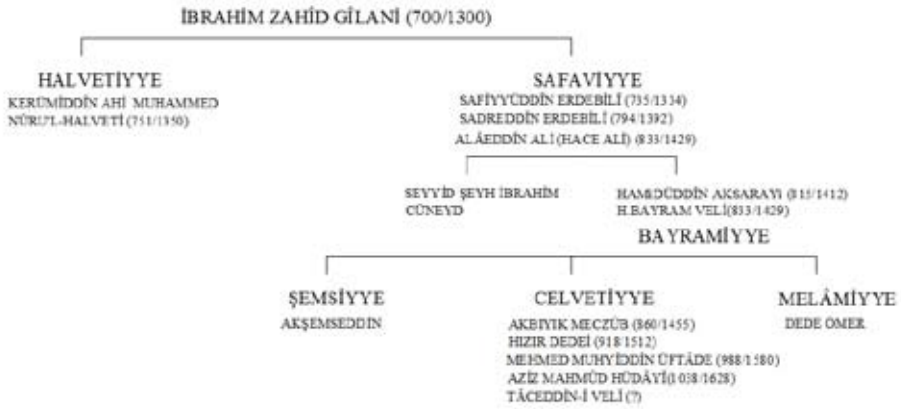 İBRAHİM ZAHİD GİLANİ (700/1300)
HALVETİYYE
KERÜMİDDİN AHİ MUHAMMED
NÛRU'L-HALVETİ (751/1350)
SAFAVİYYE
SAFİYYÜDDİN ERDEBİLİ (735/1334)
SADREDDİN ERDEBİLİ (794/1392)
ALÂEDDİN ALİ (HACE ALİ) (833/1429)
SEYYİD ŞEYH İBRAHİM
CÜNEYD
HAMİDÜDDİN AKSARAYI (815/1412)
H.BAYRAM VELİ(833/1429)
BAYRAMİYYE
ŞEMSİYYE
AKŞEMSEDDİN
CELVETİYYE
AKBIYIK MECZÛB (860/1455)
HIZIR DEDEİ (918/1512)
MEHMED MUHYİDDİN ÜFTÂDE (988/1580)
AZİZ MAHMÛD HÜDÂYİ(1038/1628)
TÂCEDDİN-İ VELİ (?)
MELÂMİYYE
DEDE ÖMER